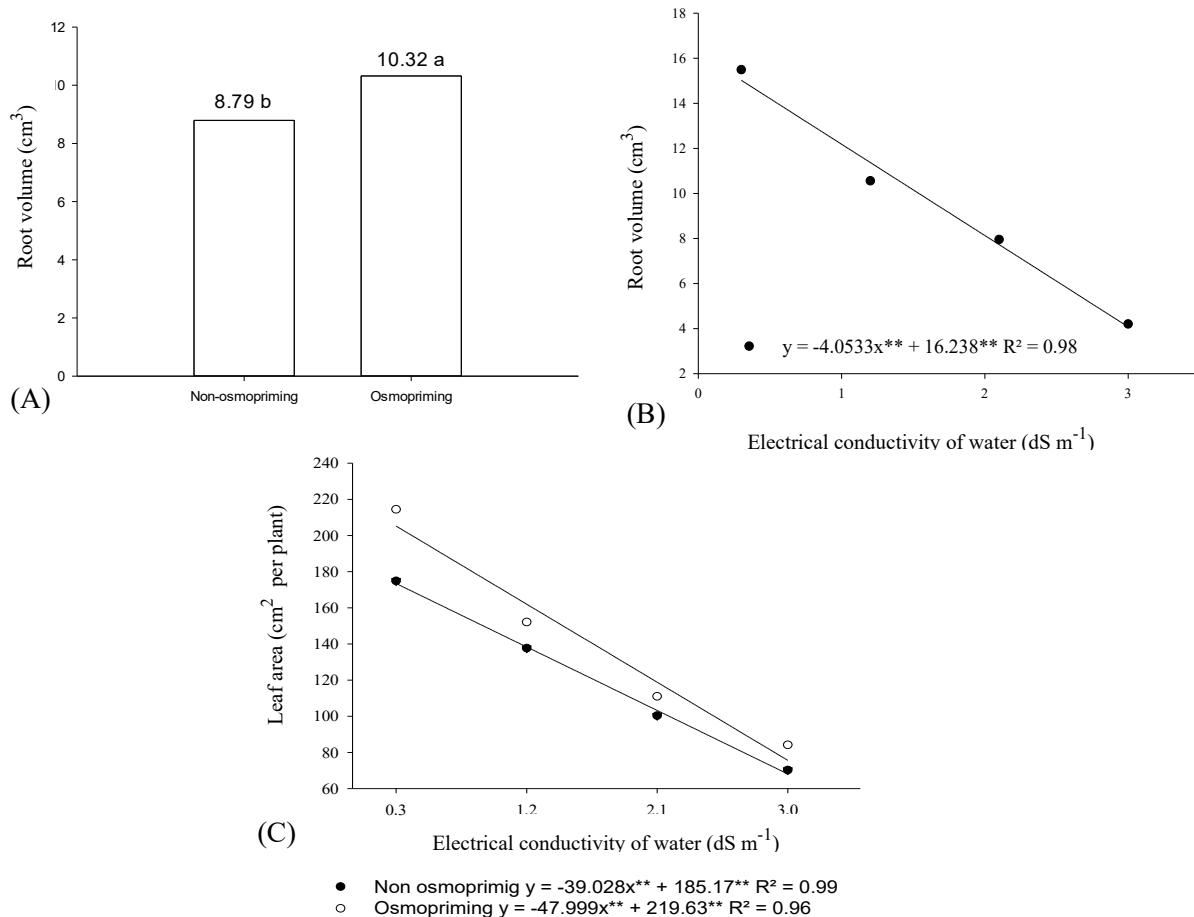 12
10
8
6
4
2
0
Root volume (cm³)
8.79 b
10.32 a
Non-osmopriming
Osmopriming
(A)
18
16
14
12
10
8
6
4
2
Root volume (cm³)
y = -4.0533x** + 16.238** R² = 0.98
0
1
2
3
(B)
Electrical conductivity of water (dS m⁻¹)
240
220
200
180
160
140
120
100
80
60
Leaf area (cm² per plant)
0.3
1.2
2.1
3.0
(C)
Electrical conductivity of water (dS m⁻¹)
Non osmoprimig y = -39.028x** + 185.17** R² = 0.99
Osmopriming y = -47.999x** + 219.63** R² = 0.96